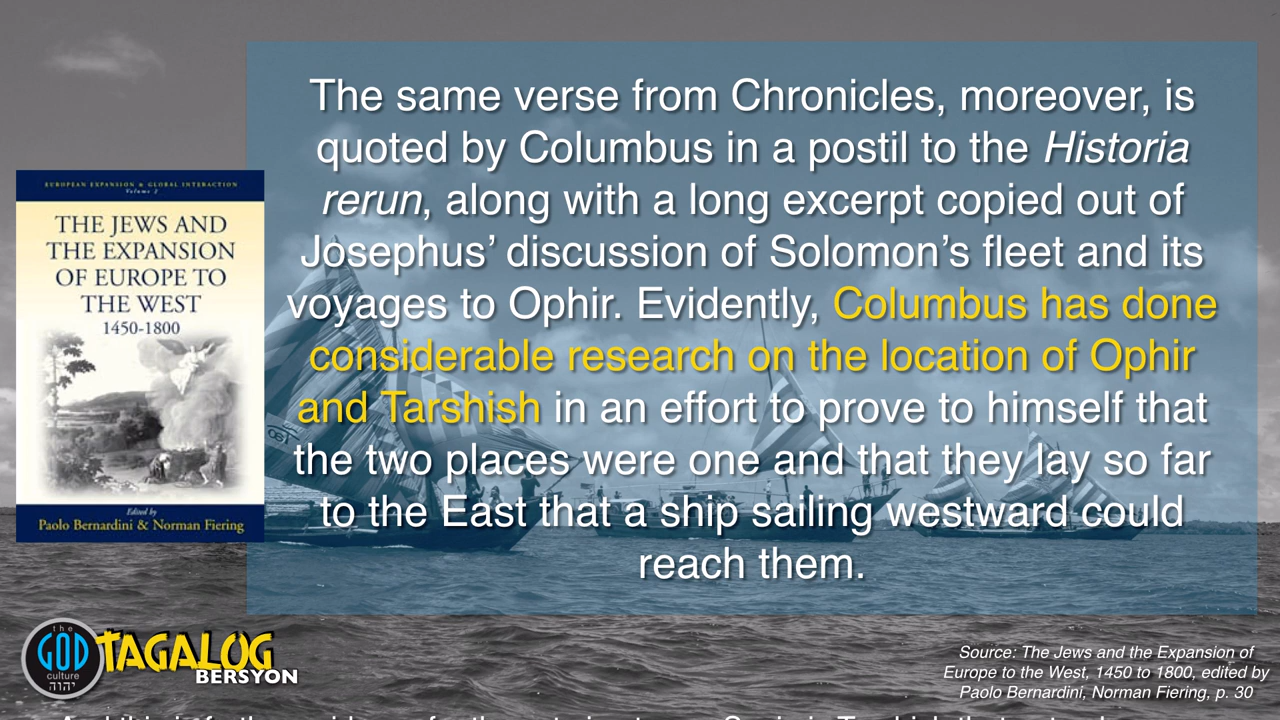 The same verse from Chronicles, moreover, is
quoted by Columbus in a postil to the Historia
rerun, along with a long excerpt copied out of
Josephus’ discussion of Solomon’s fleet and its
voyages to Ophir. Evidently, Columbus has done
considerable research on the location of Ophir
and Tarshish in an effort to prove to himself that
the two places were one and that they lay so far
to the East that a ship sailing westward could
reach them.
EUROPEAN EXPANSION & GLOBAL INTERACTION
Volume 2
THE JEWS AND
THE EXPANSION
OF EUROPE TO
THE WEST
1450-1800
Edited by
Paolo Bernardini & Norman Fiering
the
GOD
culture
יהוה
TAGALOG
BERSYON
Source: The Jews and the Expansion of
Europe to the West, 1450 to 1800, edited by
Paolo Bernardini, Norman Fiering, p. 30